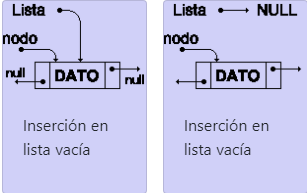 Lista
nodo
null
DATO
null
Inserción en
lista vacía
Lista NULL
nodo
DATO
Inserción en
lista vacía